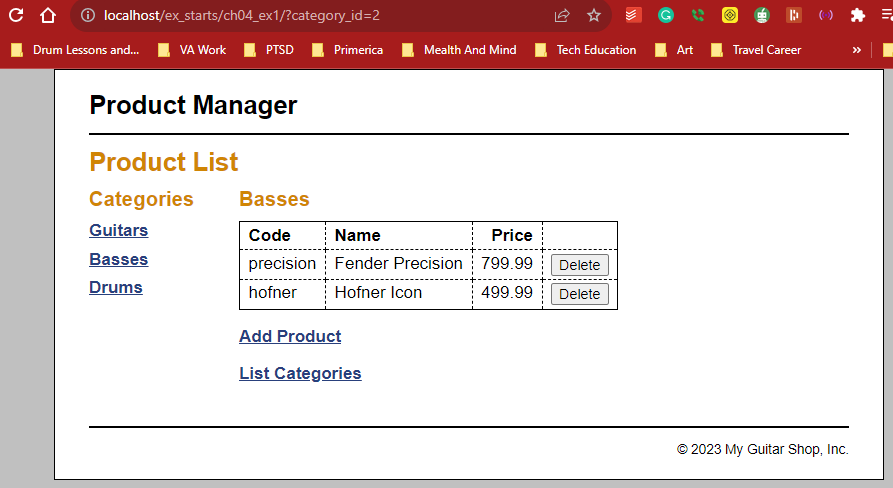 localhost/ex_starts/ch04_ex1/?category_id=2
Drum Lessons and... VA Work PTSD Primerica Mealth And Mind Tech Education Art Travel Career »
Product Manager
Product List
Categories Basses
Guitars
Basses
Drums
Code Name Price
precision Fender Precision 799.99 Delete
hofner Hofner Icon 499.99 Delete
Add Product
List Categories
© 2023 My Guitar Shop, Inc.